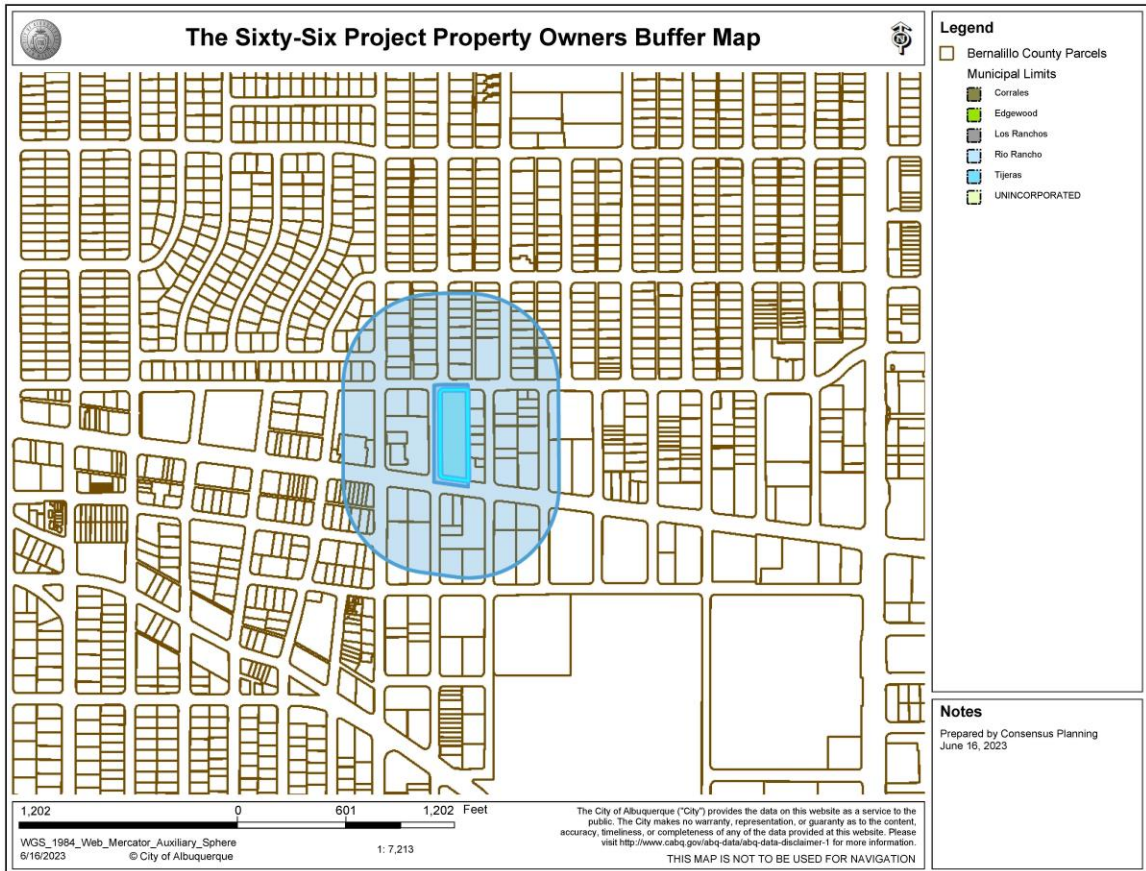 The Sixty-Six Project Property Owners Buffer Map
N
Legend
Bernalillo County Parcels
Municipal Limits
Corrales
Edgewood
Los Ranchos
Rio Rancho
Tijeras
UNINCORPORATED
Notes
Prepared by Consensus Planning
June 16, 2023
1,202 0 601 1,202 Feet
WGS_1984_Web_Mercator_Auxiliary_Sphere
6/16/2023 © City of Albuquerque
1: 7,213
The City of Albuquerque ("City") provides the data on this website as a service to the
public. The City makes no warranty, representation, or guaranty as to the content,
accuracy, timeliness, or completeness of any of the data provided at this website. Please
visit http://www.cabq.gov/abq-data/abq-data-disclaimer-1 for more information.
THIS MAP IS NOT TO BE USED FOR NAVIGATION